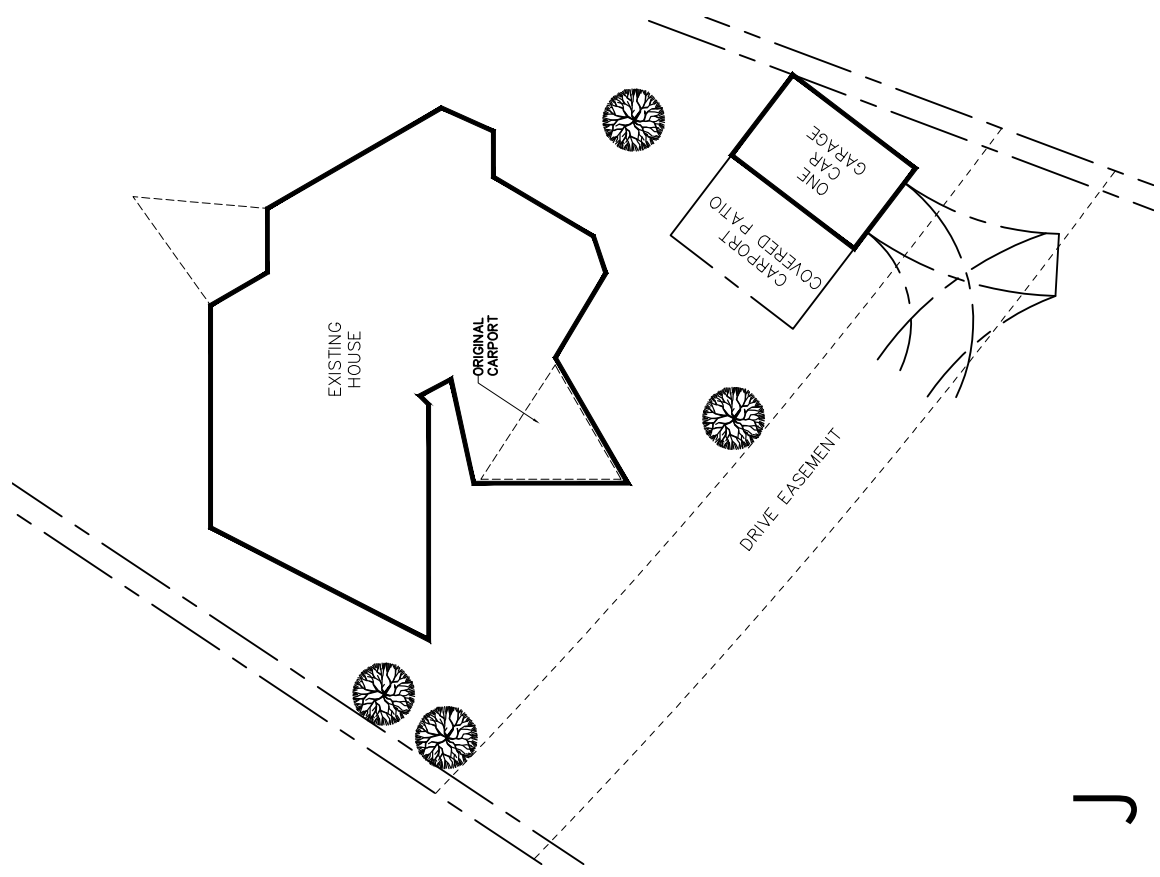 ONE
CAR
GARAGE
CARPORT
COVERED PATIO
EXISTING
HOUSE
ORIGINAL
CARPORT
DRIVE EASEMENT